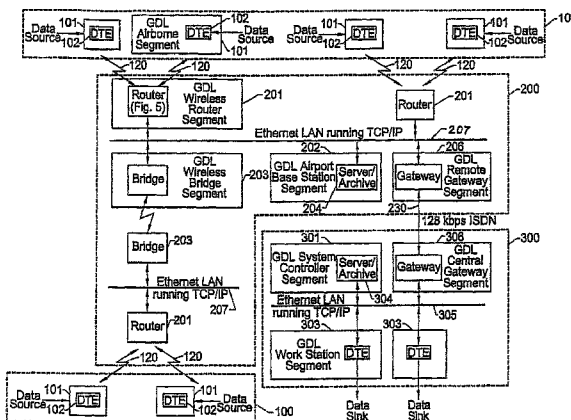 101
102
Data Source
DTE
GDL Airborne Segment
102
DTE
101
Data Source
101
102
Data Source
DTE
101
102
DTE
Data Source
10
120
120
120
Router (Fig. 5)
GDL Wireless Router Segment
201
Router
201
200
Ethernet LAN running TCP/IP
207
Bridge
GDL Wireless Bridge Segment
203
202
GDL Airport Base Station Segment
Server/Archive
204
206
Gateway
GDL Remote Gateway Segment
230
128 kbps ISDN
Bridge
203
Ethernet LAN running TCP/IP
207
Router
201
301
GDL System Controller Segment
Server/Archive
304
306
Gateway
GDL Central Gateway Segment
300
Ethernet LAN running TCP/IP
305
303
GDL Work Station Segment
DTE
303
DTE
Data Sink
Data Sink
120
120
Data Source
101
102
DTE
101
102
DTE
Data Source
100